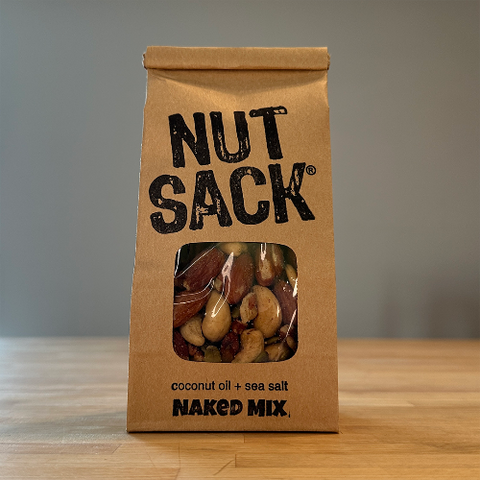 NUT
SACK®
coconut oil + sea salt
NAKED MIX